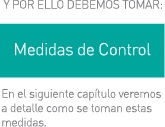 Y POR ELLO DEBEMOS TOMAR:
Medidas de Control
En el siguiente capítulo veremos
a detalle como se toman estas
medidas.